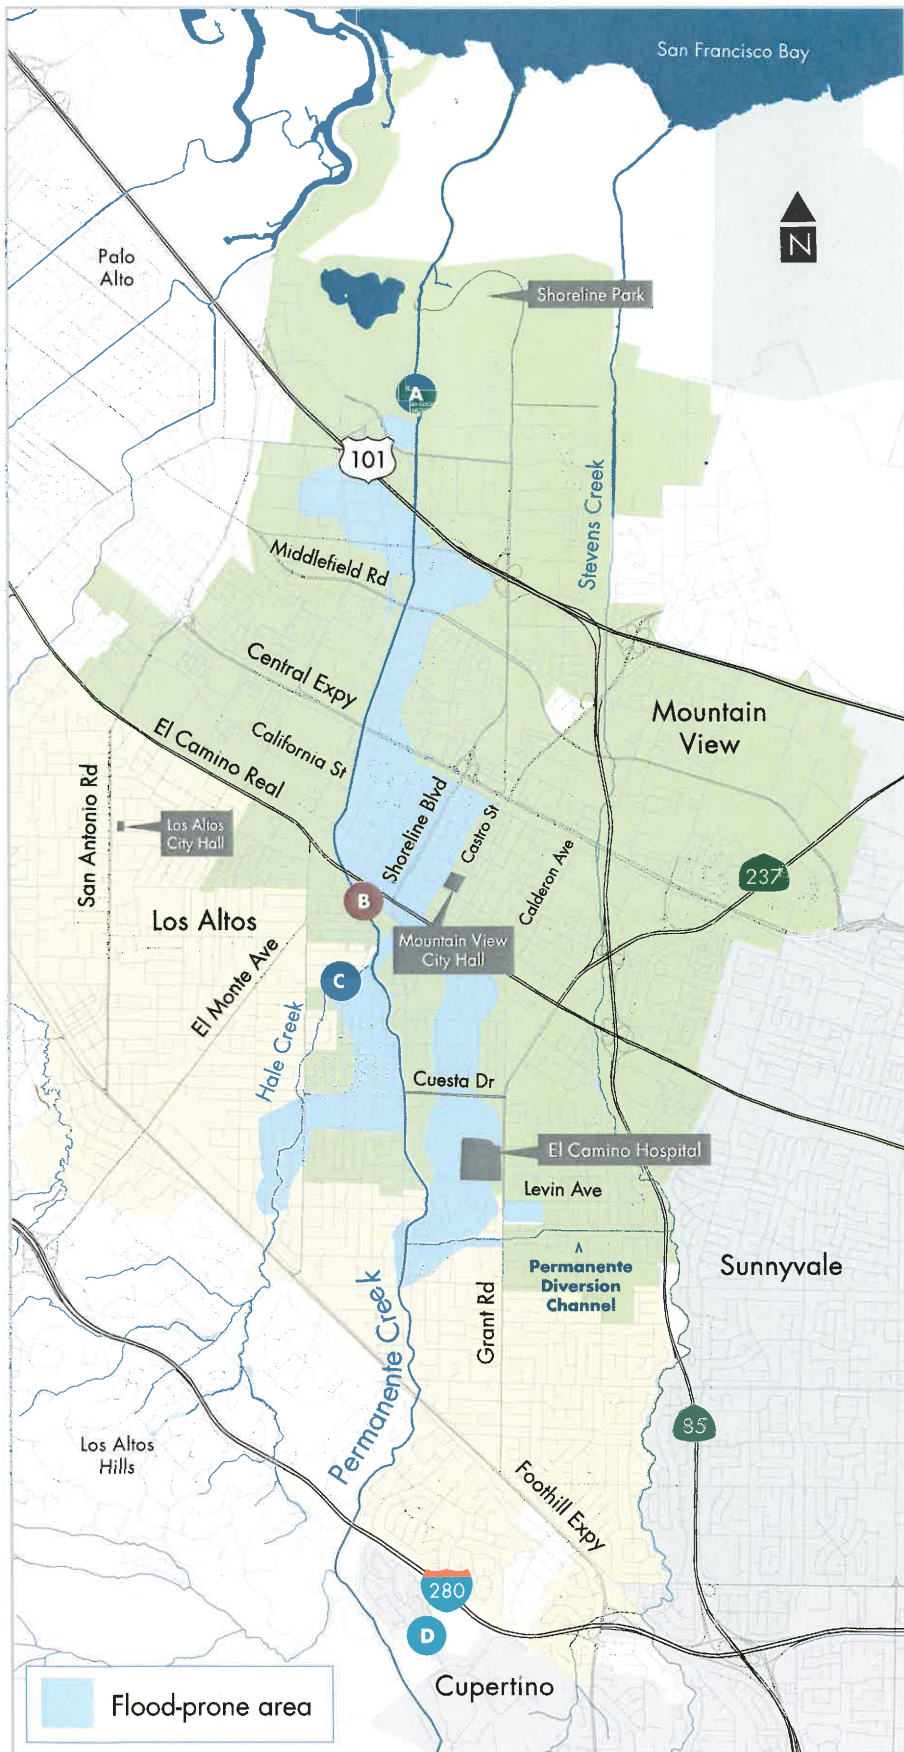 San Francisco Bay
N
Palo
Alto
Shoreline Park
A
101
Stevens Creek
Middlefield Rd
Central Expy
Mountain
View
California St
El Camino Real
San Antonio Rd
Shoreline Blvd
Castro St
Los Altos
City Hall
Calderon Ave
237
B
Los Altos
Mountain View
City Hall
El Monte Ave
C
Hale Creek
Cuesta Dr
El Camino Hospital
Levin Ave
^
Permanente
Diversion
Channel
Sunnyvale
Grant Rd
Permanente Creek
85
Los Altos
Hills
Foothill Expy
280
D
Cupertino
Flood-prone area